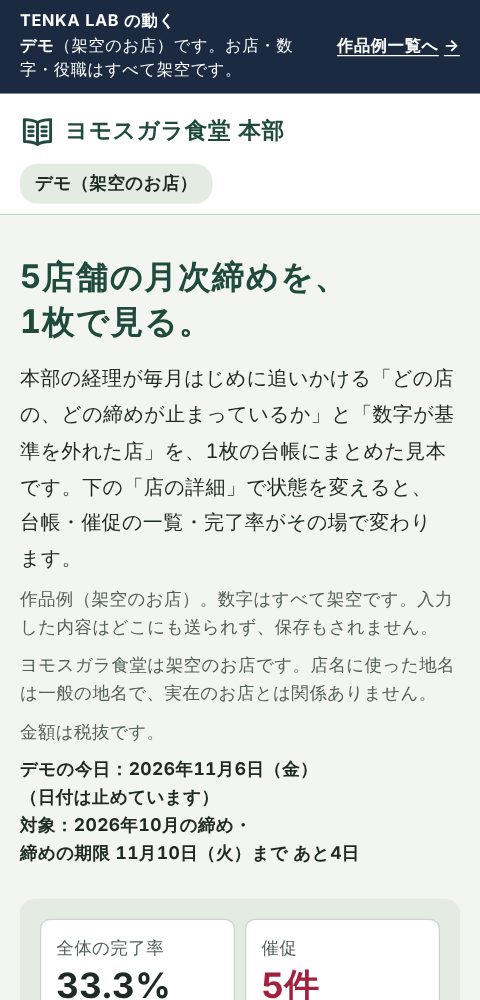 TENKA LAB の動く
デモ（架空のお店）です。お店・数
字・役職はすべて架空です。
作品例一覧へ →
ヨモスガラ食堂 本部
デモ（架空のお店）
5店舗の月次締めを、
1枚で見る。
本部の経理が毎月はじめに追いかける「どの店
の、どの締めが止まっているか」と「数字が基
準を外れた店」を、1枚の台帳にまとめた見本
です。下の「店の詳細」で状態を変えると、
台帳・催促の一覧・完了率がその場で変わり
ます。
作品例（架空のお店）。数字はすべて架空です。入力
した内容はどこにも送られず、保存もされません。
ヨモスガラ食堂は架空のお店です。店名に使った地名
は一般の地名で、実在のお店とは関係ありません。
金額は税抜です。
デモの今日：2026年11月6日（金）
（日付は止めています）
対象：2026年10月の締め・
締めの期限 11月10日（火）まで あと4日
全体の完了率
33.3%
催促
5件